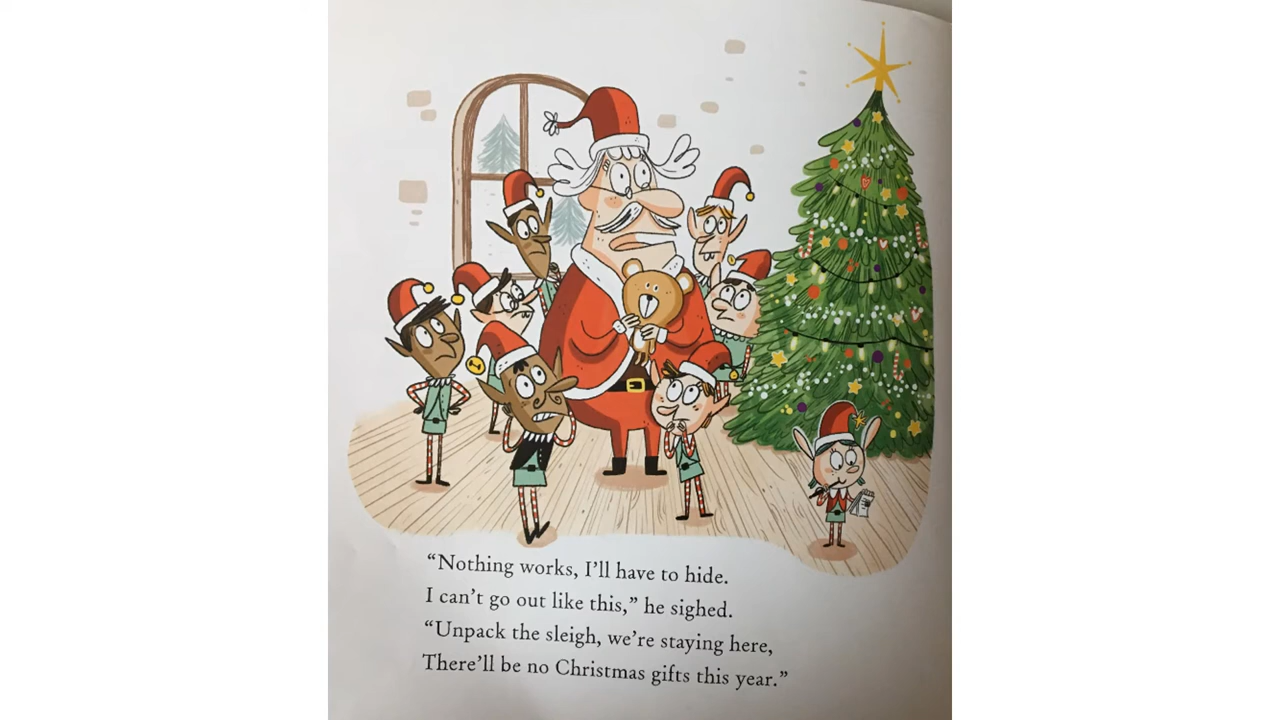 “Nothing works, I’ll have to hide.
I can’t go out like this,” he sighed.
“Unpack the sleigh, we’re staying here,
There’ll be no Christmas gifts this year.”